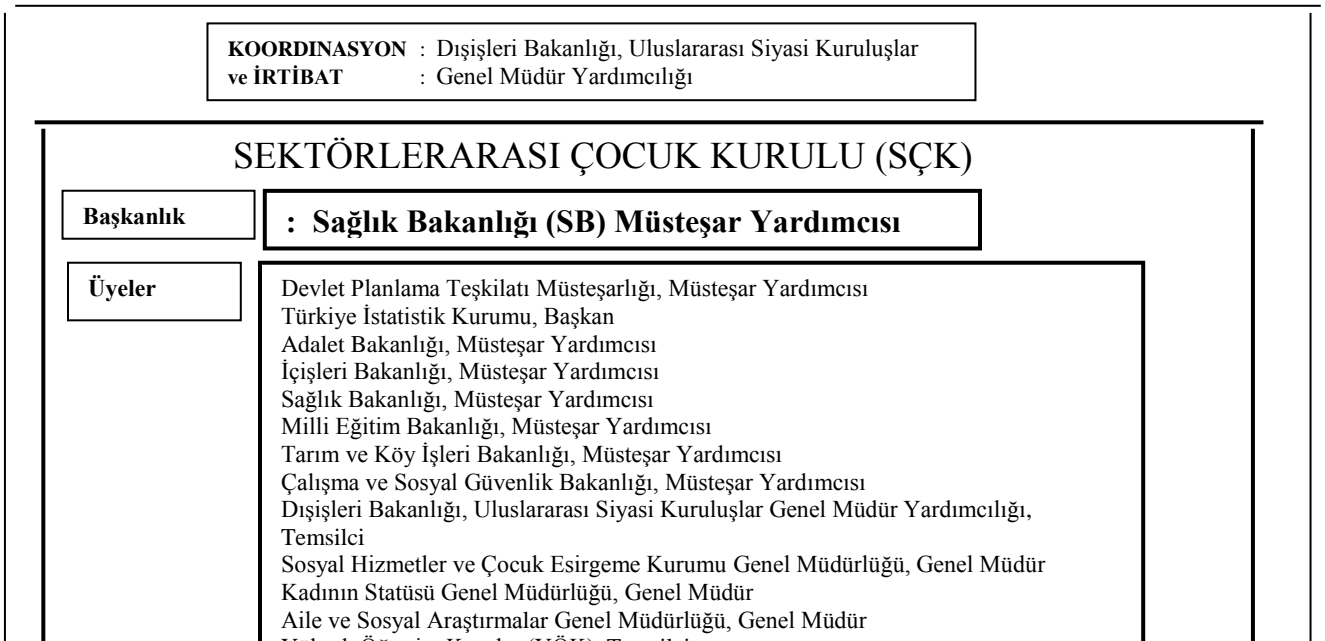 KOORDINASYON : Dışişleri Bakanlığı, Uluslararası Siyasi Kuruluşlar
ve İRTİBAT : Genel Müdür Yardımcılığı
SEKTÖRLERARASI ÇOCUK KURULU (SÇK)
Başkanlık : Sağlık Bakanlığı (SB) Müsteşar Yardımcısı
Üyeler
Devlet Planlama Teşkilatı Müsteşarlığı, Müsteşar Yardımcısı
Türkiye İstatistik Kurumu, Başkan
Adalet Bakanlığı, Müsteşar Yardımcısı
İçişleri Bakanlığı, Müsteşar Yardımcısı
Sağlık Bakanlığı, Müsteşar Yardımcısı
Milli Eğitim Bakanlığı, Müsteşar Yardımcısı
Tarım ve Köy İşleri Bakanlığı, Müsteşar Yardımcısı
Çalışma ve Sosyal Güvenlik Bakanlığı, Müsteşar Yardımcısı
Dışişleri Bakanlığı, Uluslararası Siyasi Kuruluşlar Genel Müdür Yardımcılığı,
Temsilci
Sosyal Hizmetler ve Çocuk Esirgeme Kurumu Genel Müdürlüğü, Genel Müdür
Kadının Statüsü Genel Müdürlüğü, Genel Müdür
Aile ve Sosyal Araştırmalar Genel Müdürlüğü, Genel Müdür